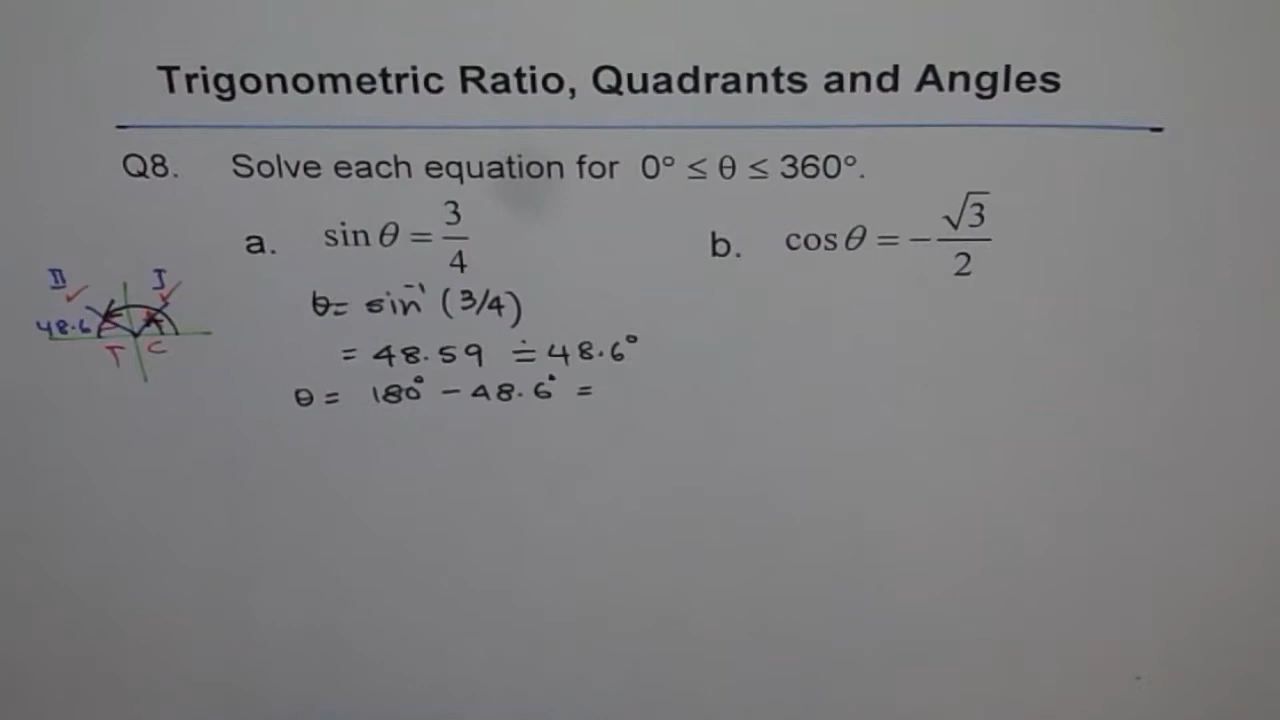 Trigonometric Ratio, Quadrants and Angles
Q8. Solve each equation for 0° ≤ θ ≤ 360°.
a. sin θ = 3/4
b. cos θ = −√3/2
II I
48.6
T C
θ = sin⁻¹ (3/4)
= 48.59 ≐ 48.6°
θ = 180° − 48.6° =